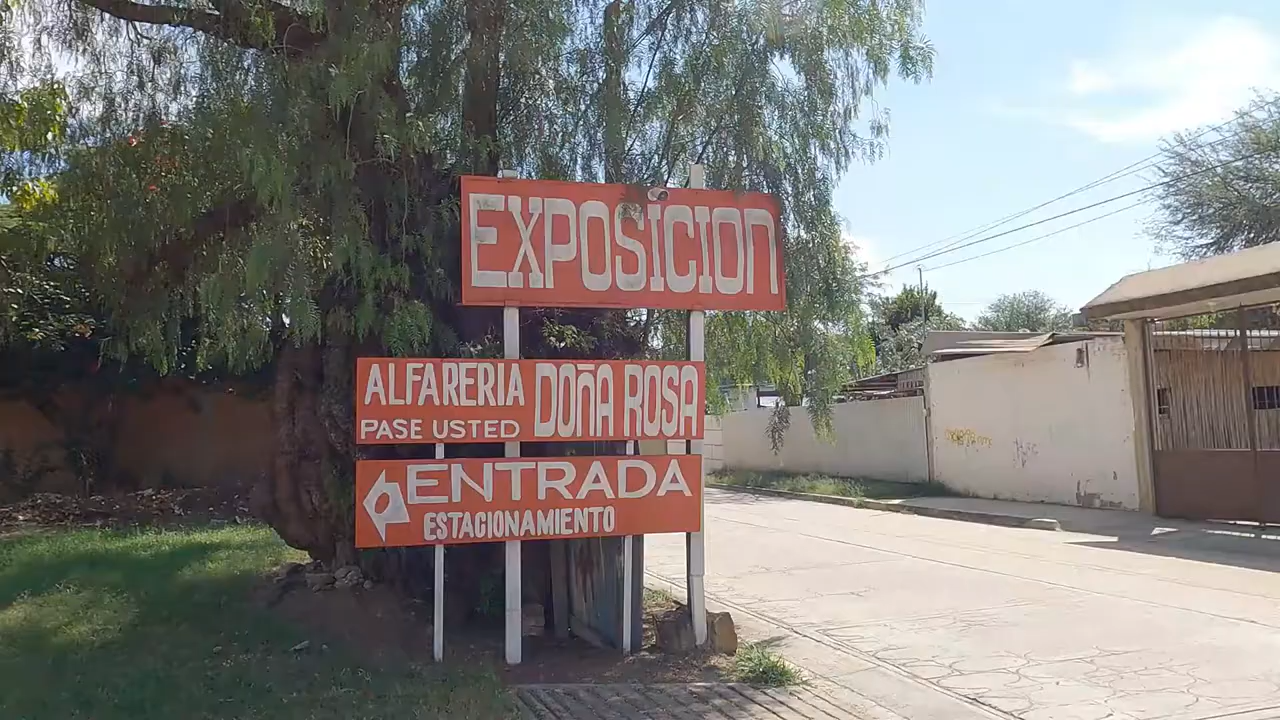 EXPOSICION
ALFARERIA DOÑA ROSA
PASE USTED
ENTRADA
ESTACIONAMIENTO